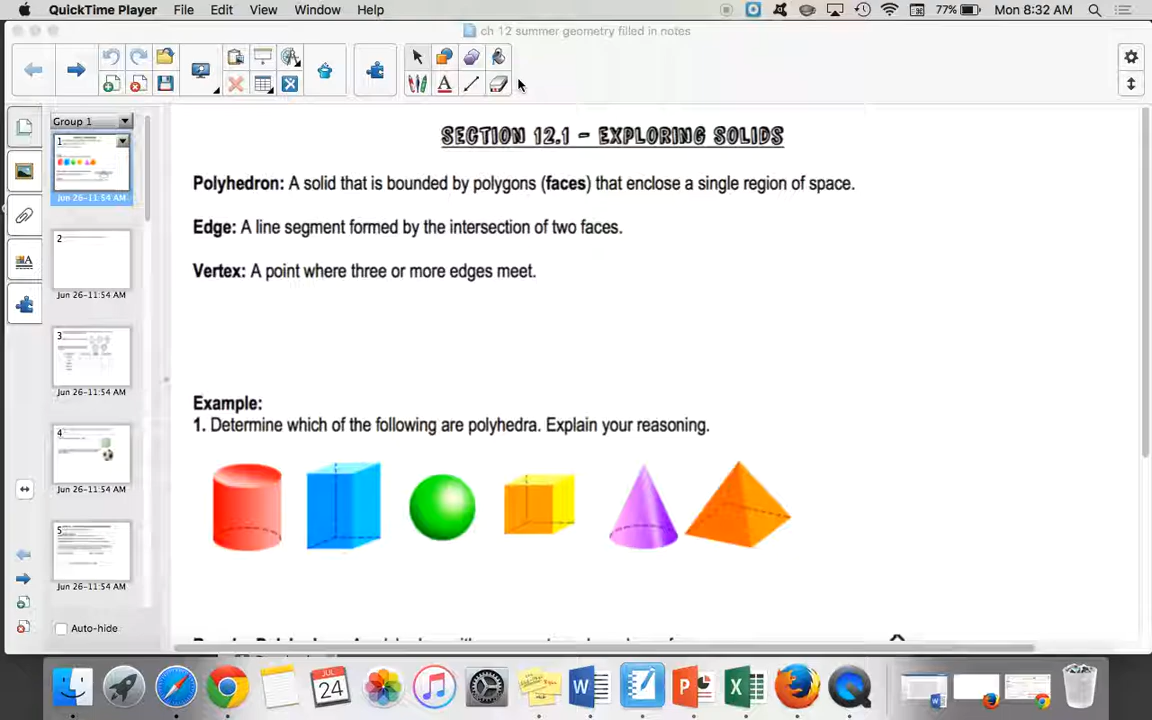 QuickTime Player File Edit View Window Help
77% Mon 8:32 AM
ch 12 summer geometry filled in notes
Group 1
SECTION 12.1 - EXPLORING SOLIDS
Polyhedron: A solid that is bounded by polygons (faces) that enclose a single region of space.
Edge: A line segment formed by the intersection of two faces.
Vertex: A point where three or more edges meet.
Example:
1. Determine which of the following are polyhedra. Explain your reasoning.
1
Jun 26-11:54 AM
2
Jun 26-11:54 AM
3
Jun 26-11:54 AM
4
Jun 26-11:54 AM
5
Jun 26-11:54 AM
Auto-hide
JUL
24